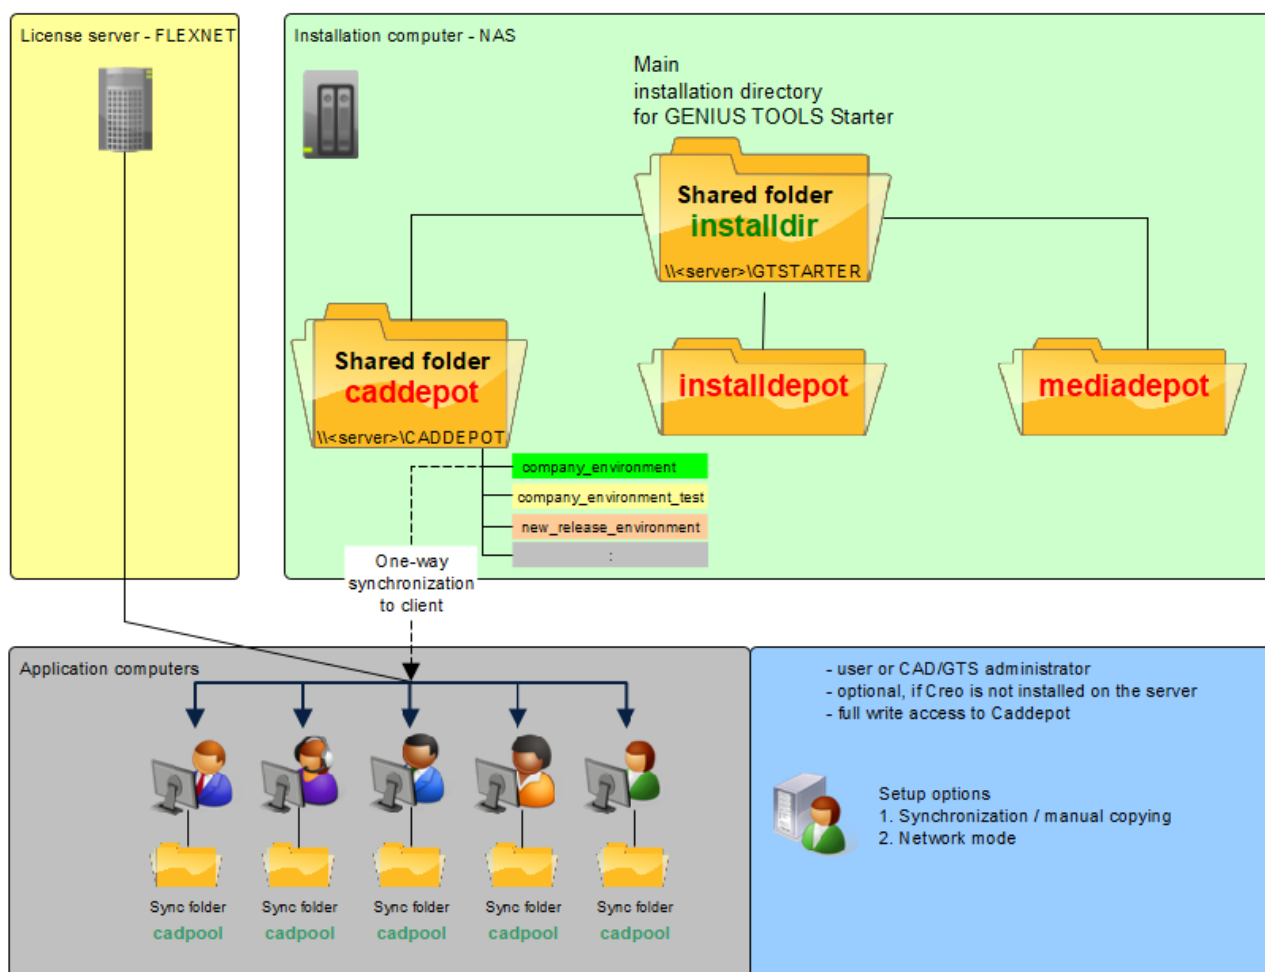 License server - FLEXNET
Installation computer - NAS
Main
installation directory
for GENIUS TOOLS Starter
Shared folder
installdir
\\<server>\GTSTARTER
Shared folder
caddepot
\\<server>\CADDEPOT
installdepot
mediadepot
company_environment
company_environment_test
new_release_environment
:
One-way
synchronization
to client
Application computers
Sync folder
cadpool
Sync folder
cadpool
Sync folder
cadpool
Sync folder
cadpool
Sync folder
cadpool
- user or CAD/GTS administrator
- optional, if Creo is not installed on the server
- full write access to Caddepot
Setup options
1. Synchronization / manual copying
2. Network mode